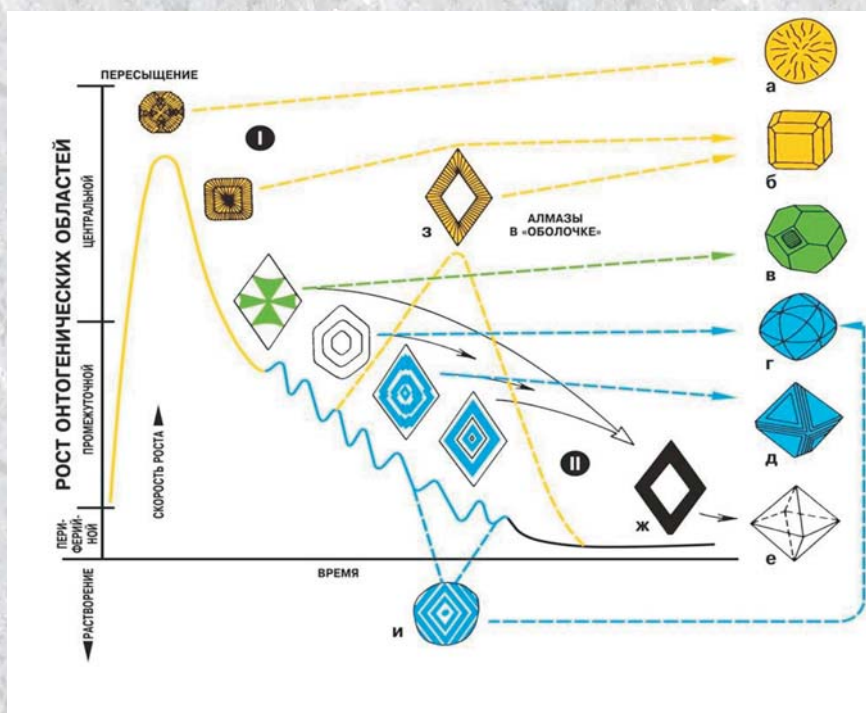 ПЕРЕСЫЩЕНИЕ
а
I
б
З
АЛМАЗЫ
В «ОБОЛОЧКЕ»
в
РОСТ ОНТОГЕНИЧЕСКИХ ОБЛАСТЕЙ
ЦЕНТРАЛЬНОЙ
ПРОМЕЖУТОЧНОЙ
ПЕРИ-
ФЕРИЙ-
НОЙ
СКОРОСТЬ РОСТА
г
д
II
Ж
е
ВРЕМЯ
РАСТВОРЕНИЕ
И